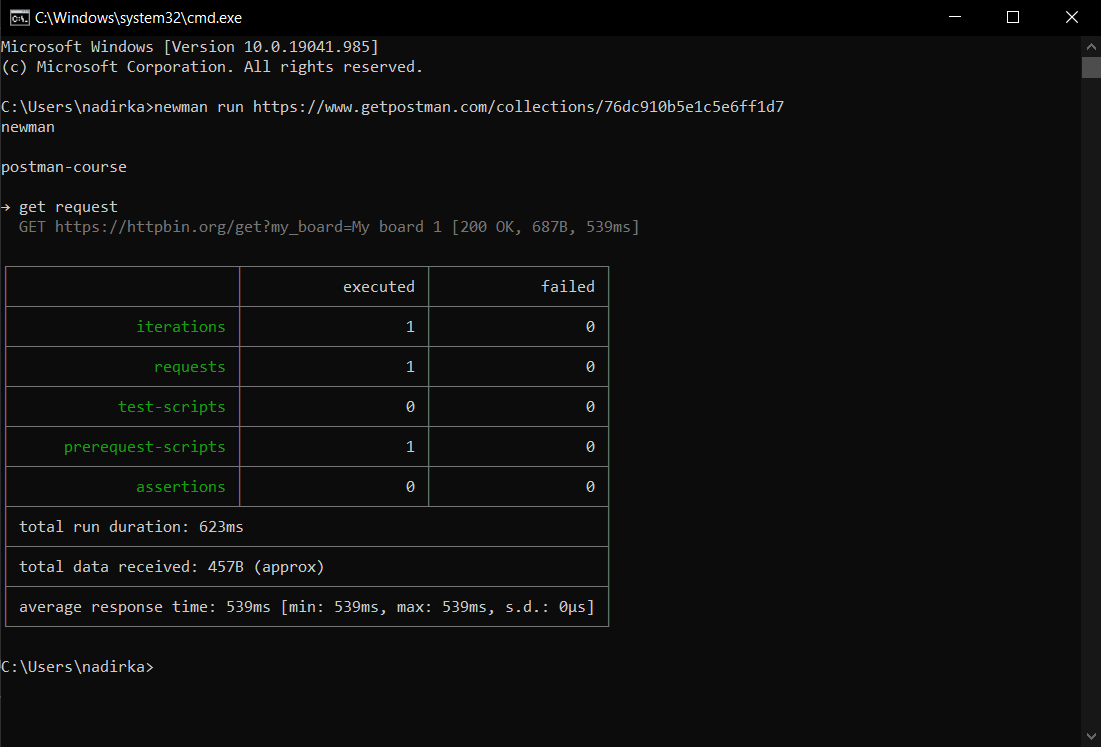 C:\Windows\system32\cmd.exe
Microsoft Windows [Version 10.0.19041.985]
(c) Microsoft Corporation. All rights reserved.
C:\Users\nadirka>newman run https://www.getpostman.com/collections/76dc910b5e1c5e6ff1d7
newman
postman-course
→ get request
GET https://httpbin.org/get?my_board=My board 1 [200 OK, 687B, 539ms]
executed failed
iterations 1 0
requests 1 0
test-scripts 0 0
prerequest-scripts 1 0
assertions 0 0
total run duration: 623ms
total data received: 457B (approx)
average response time: 539ms [min: 539ms, max: 539ms, s.d.: 0µs]
C:\Users\nadirka>